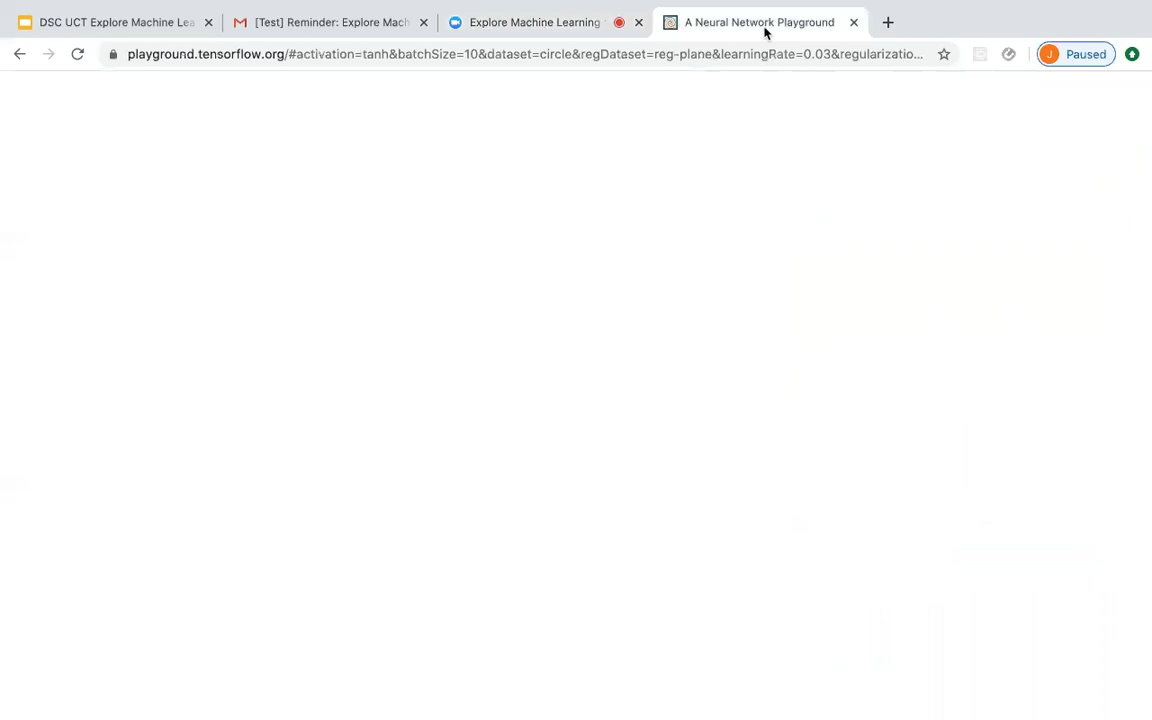 DSC UCT Explore Machine Lea
[Test] Reminder: Explore Mach
Explore Machine Learning
A Neural Network Playground
playground.tensorflow.org/#activation=tanh&batchSize=10&dataset=circle&regDataset=reg-plane&learningRate=0.03&regularizatio...
J Paused